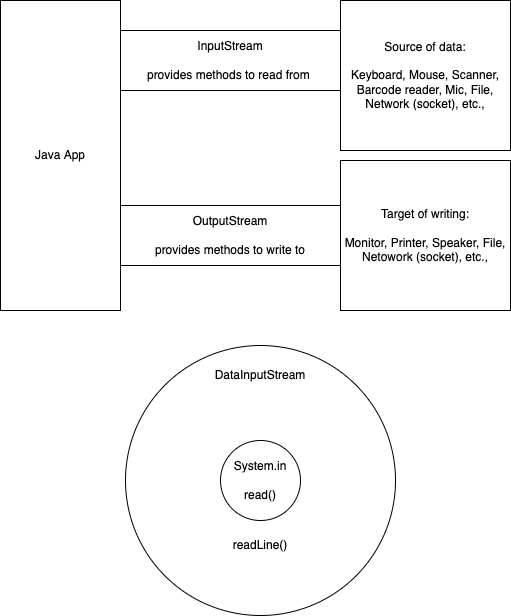 InputStream
provides methods to read from
Source of data:
Keyboard, Mouse, Scanner,
Barcode reader, Mic, File,
Network (socket), etc.,
Java App
OutputStream
provides methods to write to
Target of writing:
Monitor, Printer, Speaker, File,
Netowork (socket), etc.,
DataInputStream
System.in
read()
readLine()